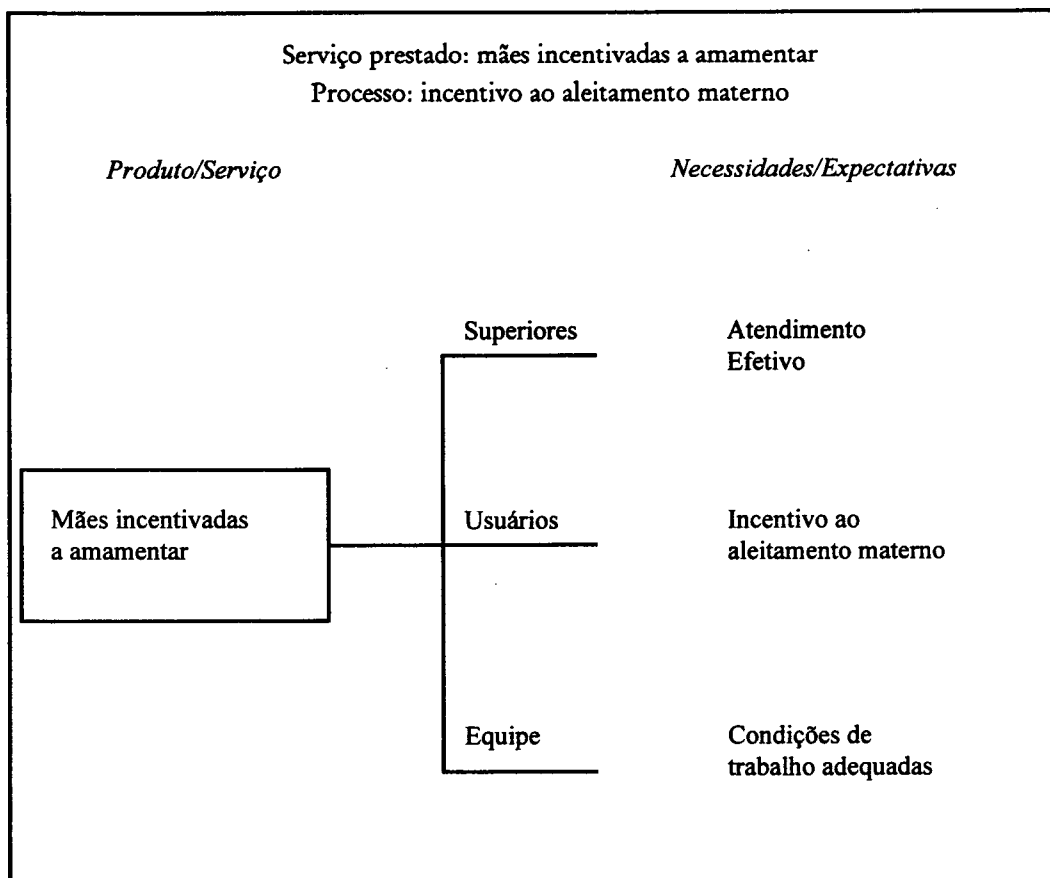 Serviço prestado: mães incentivadas a amamentar
Processo: incentivo ao aleitamento materno
Produto/Serviço
Necessidades/Expectativas
Superiores
Atendimento
Efetivo
Mães incentivadas
a amamentar
Usuários
Incentivo ao
aleitamento materno
Equipe
Condições de
trabalho adequadas